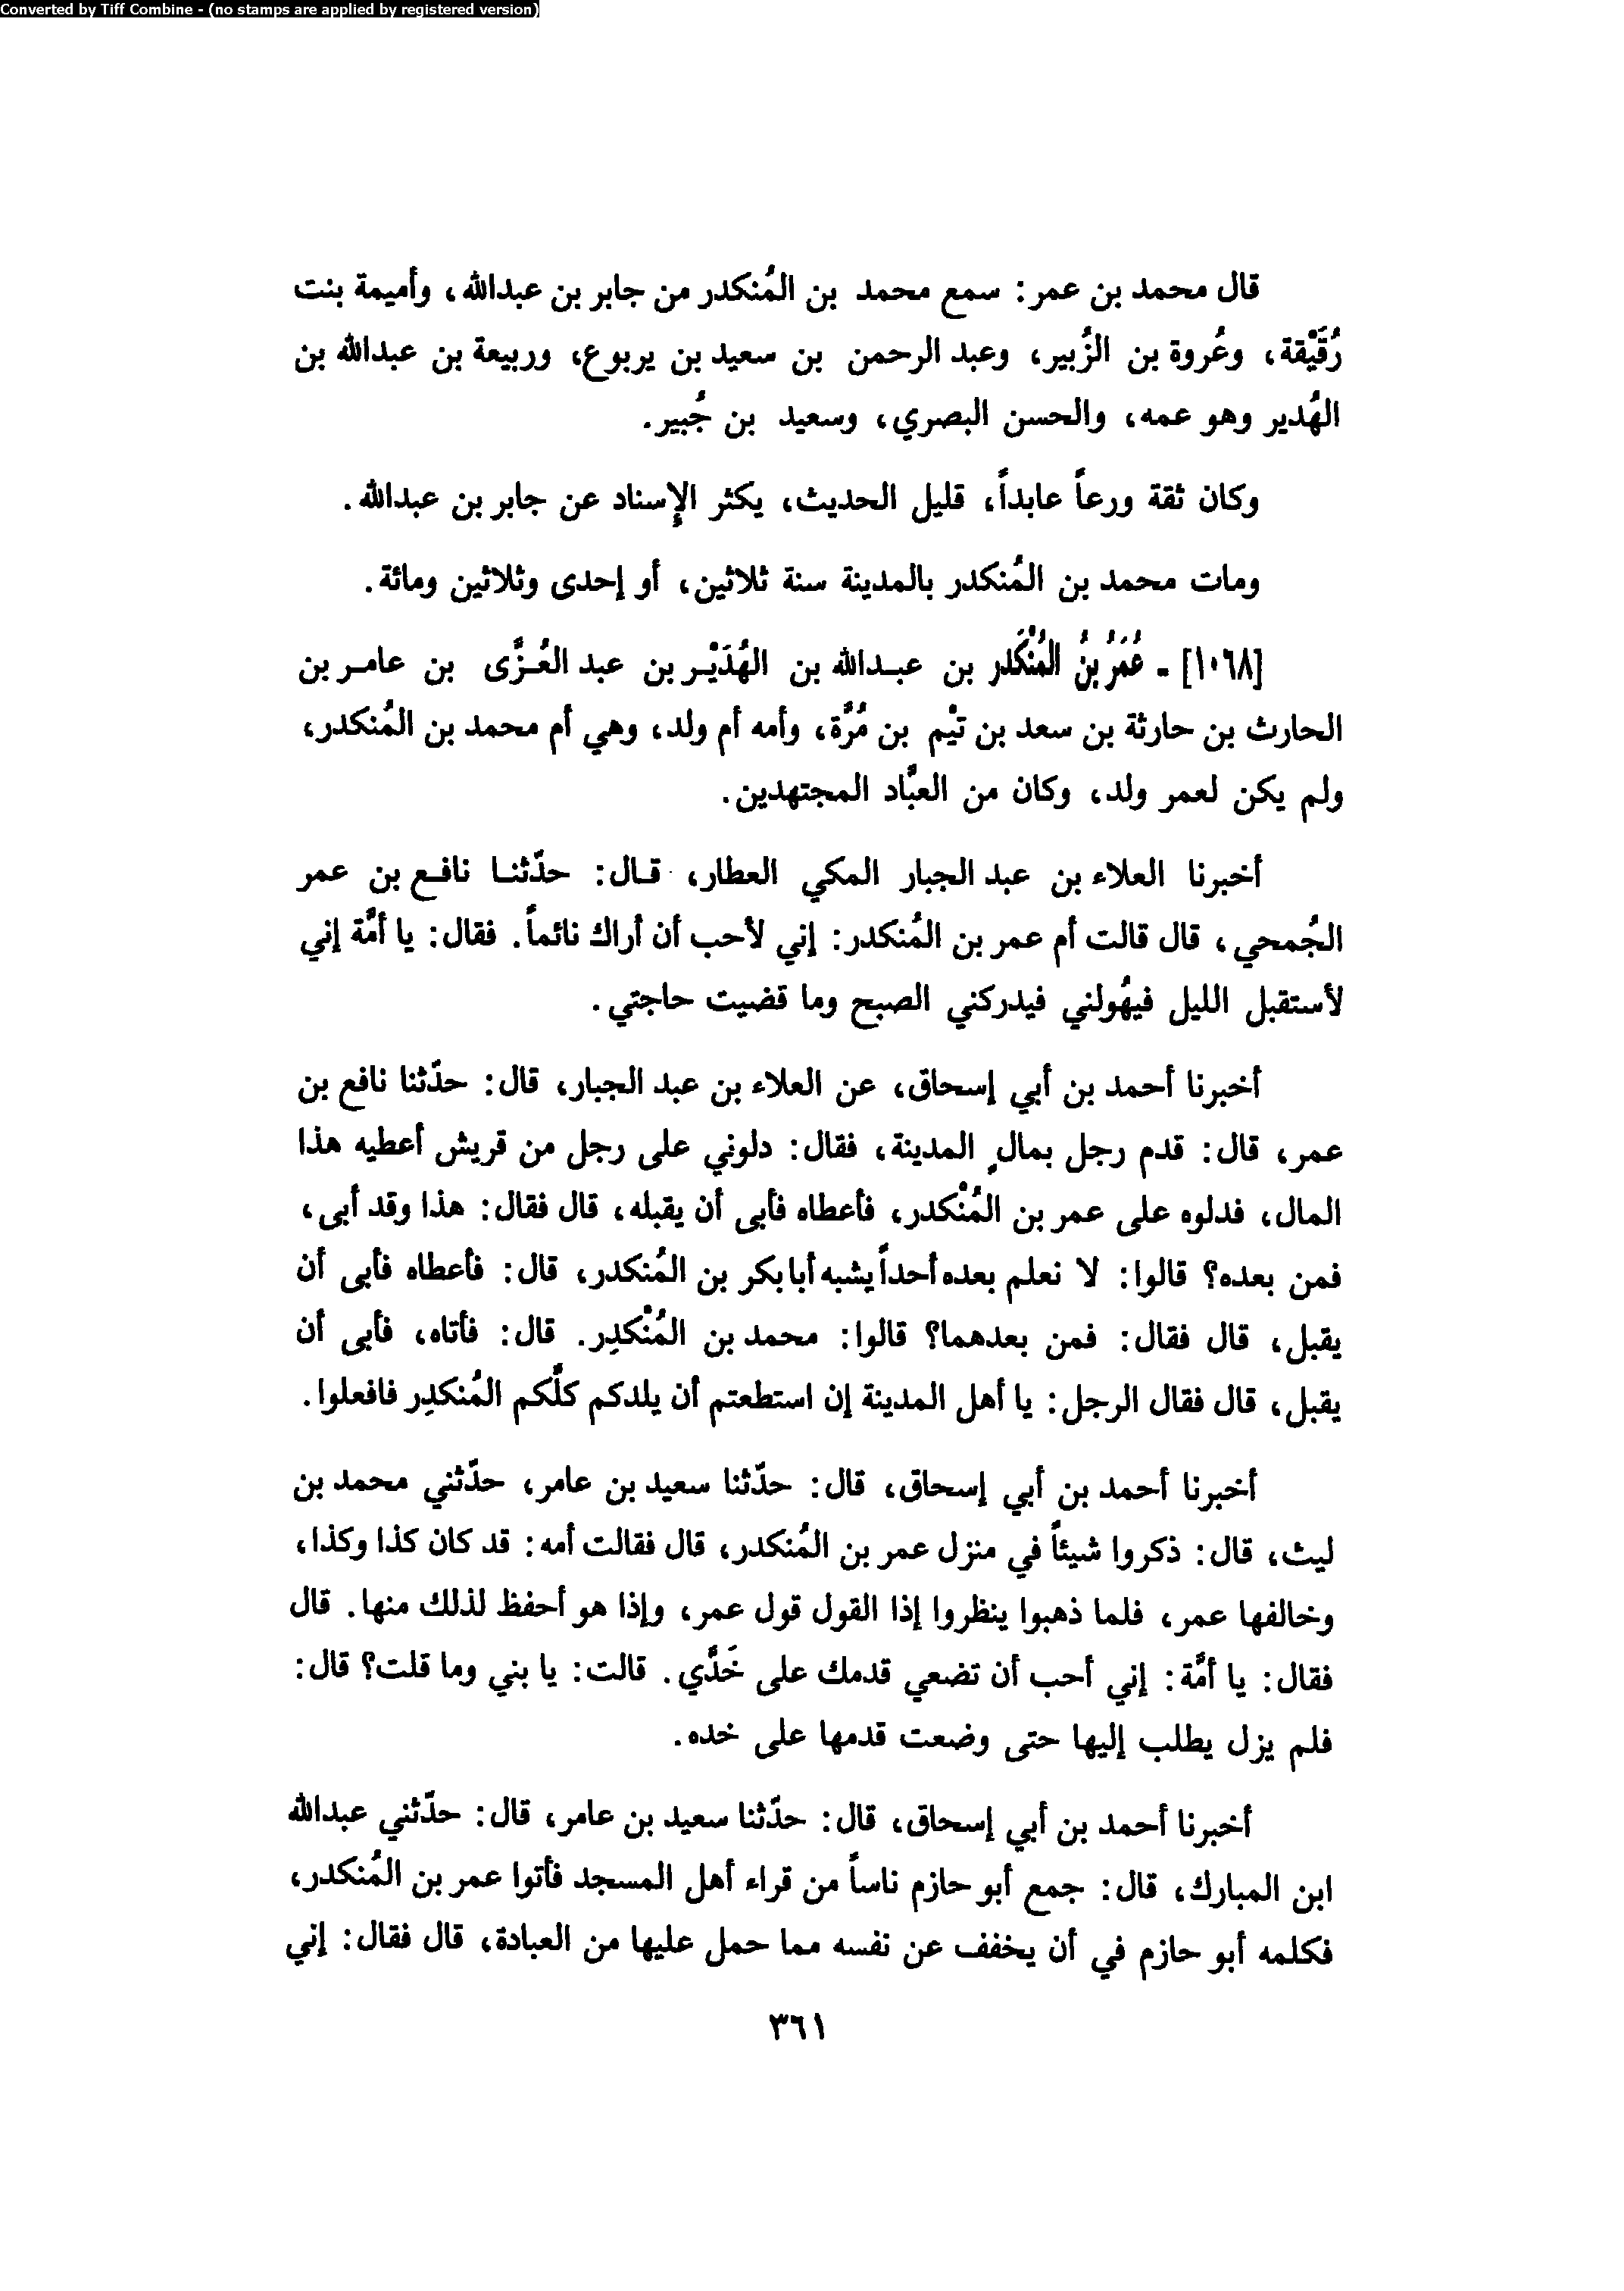 Converted by Tiff Combine - (no stamps are applied by registered version)
قال محمد بن عمر: سمع محمد بن المُنكدر من جابر بن عبدالله، وأميمة بنت
رُقَيْقة، وعُروة بن الزُبير، وعبد الرحمن بن سعيد بن يربوع، وربيعة بن عبدالله بن
الهُدير وهو عمه، والحسن البصري، وسعيد بن جُبير.
وكان ثقة ورعاً عابداً، قليل الحديث، يكثر الإسناد عن جابر بن عبدالله.
ومات محمد بن المُنكدر بالمدينة سنة ثلاثين، أو إحدى وثلاثين ومائة.
[١٠٦٨] - عُمَرُ بنُ المُنْكَدر بن عبدالله بن الهُدَيْر بن عبد العُزَّى بن عامر بن
الحارث بن حارثة بن سعد بن تيْم بن مُرَّة، وأمه أم ولد، وهي أم محمد بن المُنكدر،
ولم يكن لعمر ولد، وكان من العبَّاد المجتهدين.
أخبرنا العلاء بن عبد الجبار المكي العطار، قال: حدّثنا نافع بن عمر
الجُمحي، قال قالت أم عمر بن المُنكدر: إني لأحب أن أراك نائماً. فقال: يا أمَّة إني
لأستقبل الليل فيهُولني فيدركني الصبح وما قضيت حاجتي.
أخبرنا أحمد بن أبي إسحاق، عن العلاء بن عبد الجبار، قال: حدّثنا نافع بن
عمر، قال: قدم رجل بمالٍ المدينة، فقال: دلوني على رجل من قريش أعطيه هذا
المال، فدلوه على عمر بن المُنْكدر، فأعطاه فأبى أن يقبله، قال فقال: هذا وقد أبى،
فمن بعده؟ قالوا: لا نعلم بعده أحداً يشبه أبا بكر بن المُنكدر، قال: فأعطاه فأبى أن
يقبل، قال فقال: فمن بعدهما؟ قالوا: محمد بن المُنْكدِر. قال: فأتاه، فأبى أن
يقبل، قال فقال الرجل: يا أهل المدينة إن استطعتم أن يلدكم كلَّكم المُنكدِر فافعلوا.
أخبرنا أحمد بن أبي إسحاق، قال: حدّثنا سعيد بن عامر، حدّثني محمد بن
ليث، قال: ذكروا شيئاً في منزل عمر بن المُنكدر، قال فقالت أمه: قد كان كذا وكذا،
وخالفها عمر، فلما ذهبوا ينظروا إذا القول قول عمر، وإذا هو أحفظ لذلك منها. قال
فقال: يا أمَّة: إني أحب أن تضعي قدمك على خَدَّي. قالت: يا بني وما قلت؟ قال:
فلم يزل يطلب إليها حتى وضعت قدمها على خده.
أخبرنا أحمد بن أبي إسحاق، قال: حدّثنا سعيد بن عامر، قال: حدّثني عبدالله
ابن المبارك، قال: جمع أبو حازم ناساً من قراء أهل المسجد فأتوا عمر بن المُنكدر،
فكلمه أبو حازم في أن يخفف عن نفسه مما حمل عليها من العبادة، قال فقال: إني
٣٦١